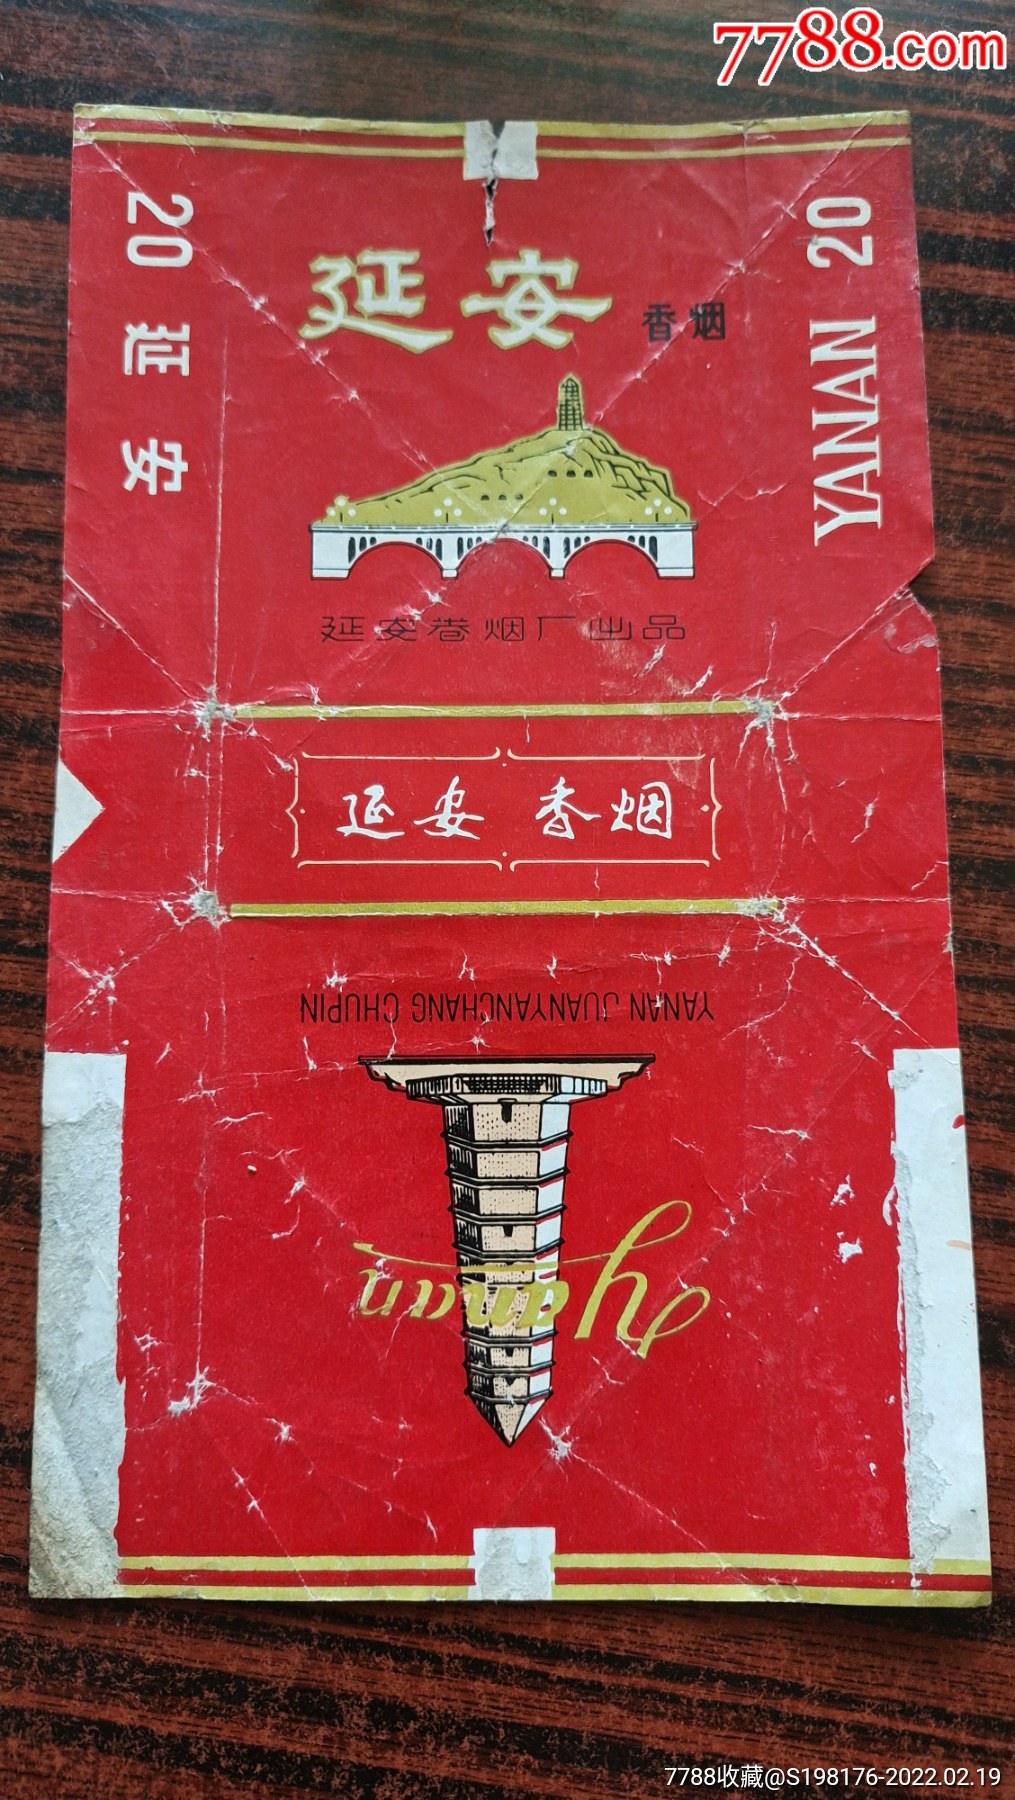 7788.com
20 延安
延安 香烟
YANAN 20
延安卷烟厂出品
延安 香烟
YANAN JUANYANCHANG CHUPIN
Yanan
7788收藏@S198176-2022.02.19